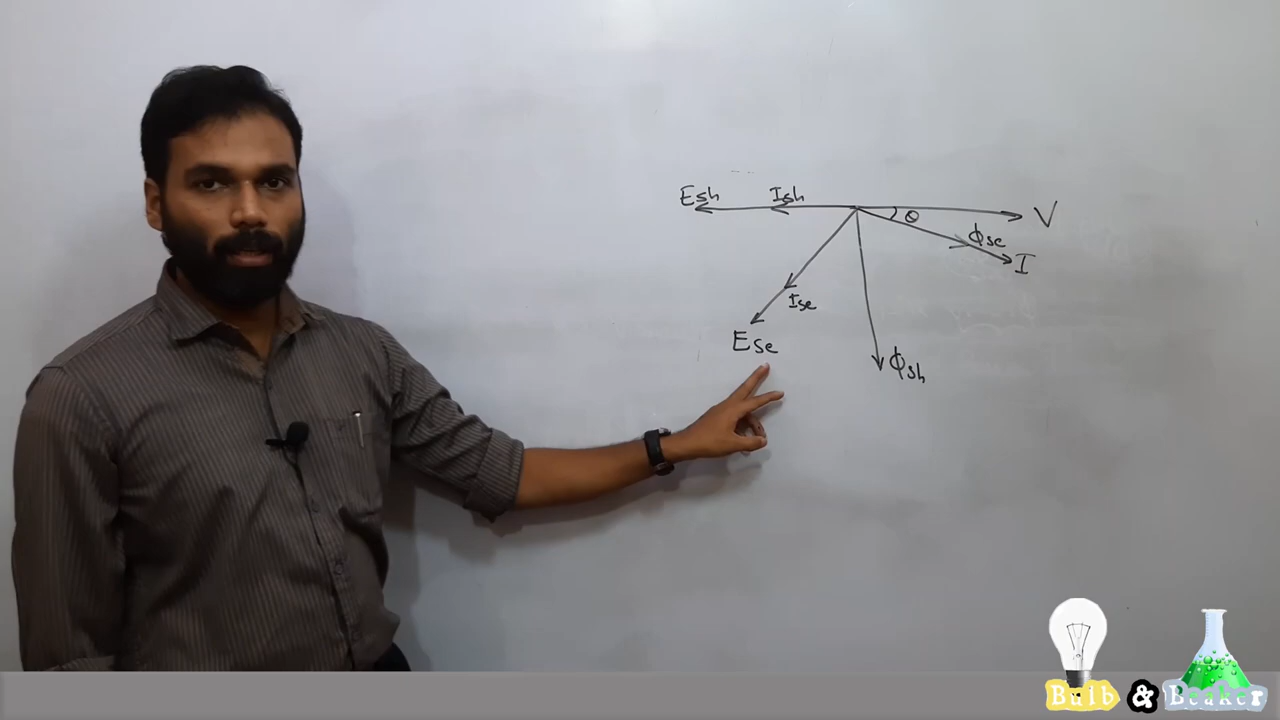 Esh Ish V
θ
ϕse
I
Ise
Ese
ϕsh
Bulb & Beaker